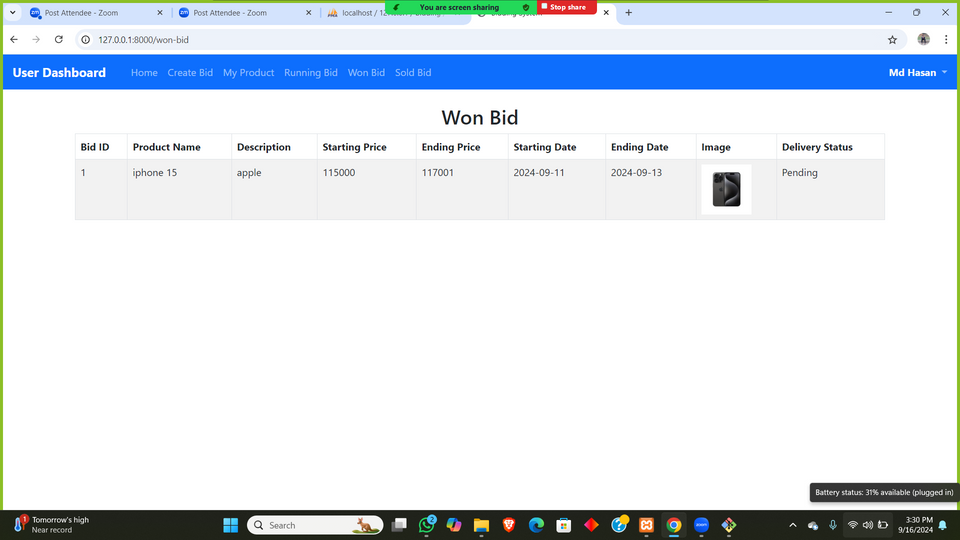 Post Attendee - Zoom
Post Attendee - Zoom
localhost / 12
You are screen sharing
Stop share
127.0.0.1:8000/won-bid
User Dashboard Home Create Bid My Product Running Bid Won Bid Sold Bid Md Hasan
Won Bid
Bid ID Product Name Description Starting Price Ending Price Starting Date Ending Date Image Delivery Status
1 iphone 15 apple 115000 117001 2024-09-11 2024-09-13 Pending
Battery status: 31% available (plugged in)
1
Tomorrow's high
Near record
Search
2
zoom
3:30 PM
9/16/2024